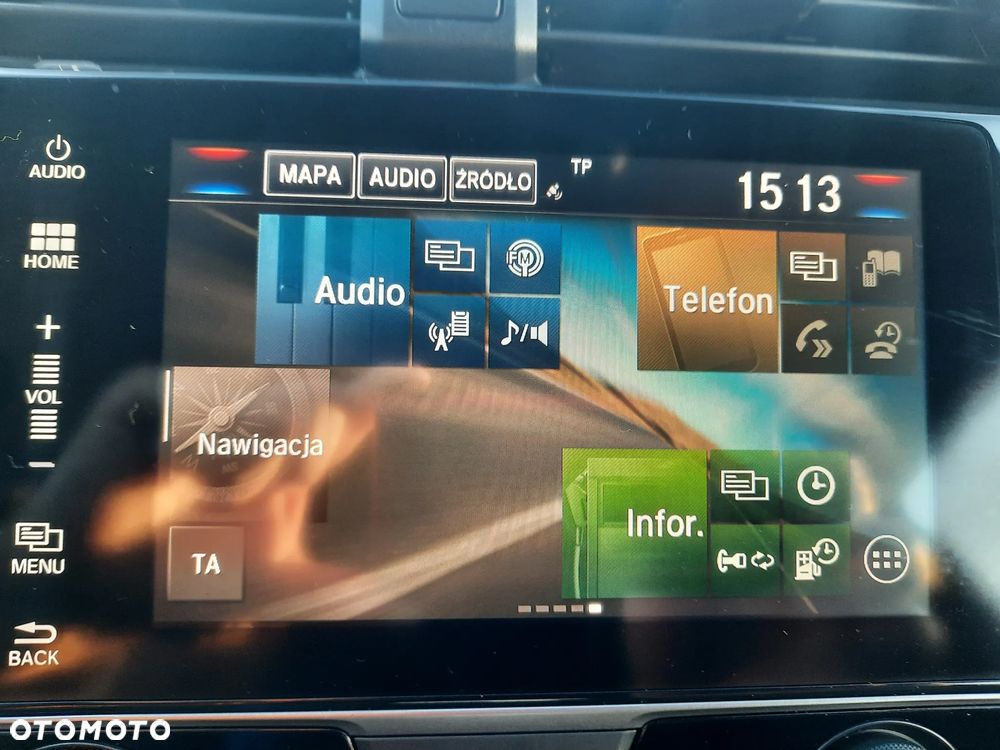 AUDIO
HOME
+
VOL
−
MENU
BACK
MAPA AUDIO ŹRÓDŁO TP 15 13
Audio
FM
Telefon
Nawigacja
Infor.
TA
OTOMOTO